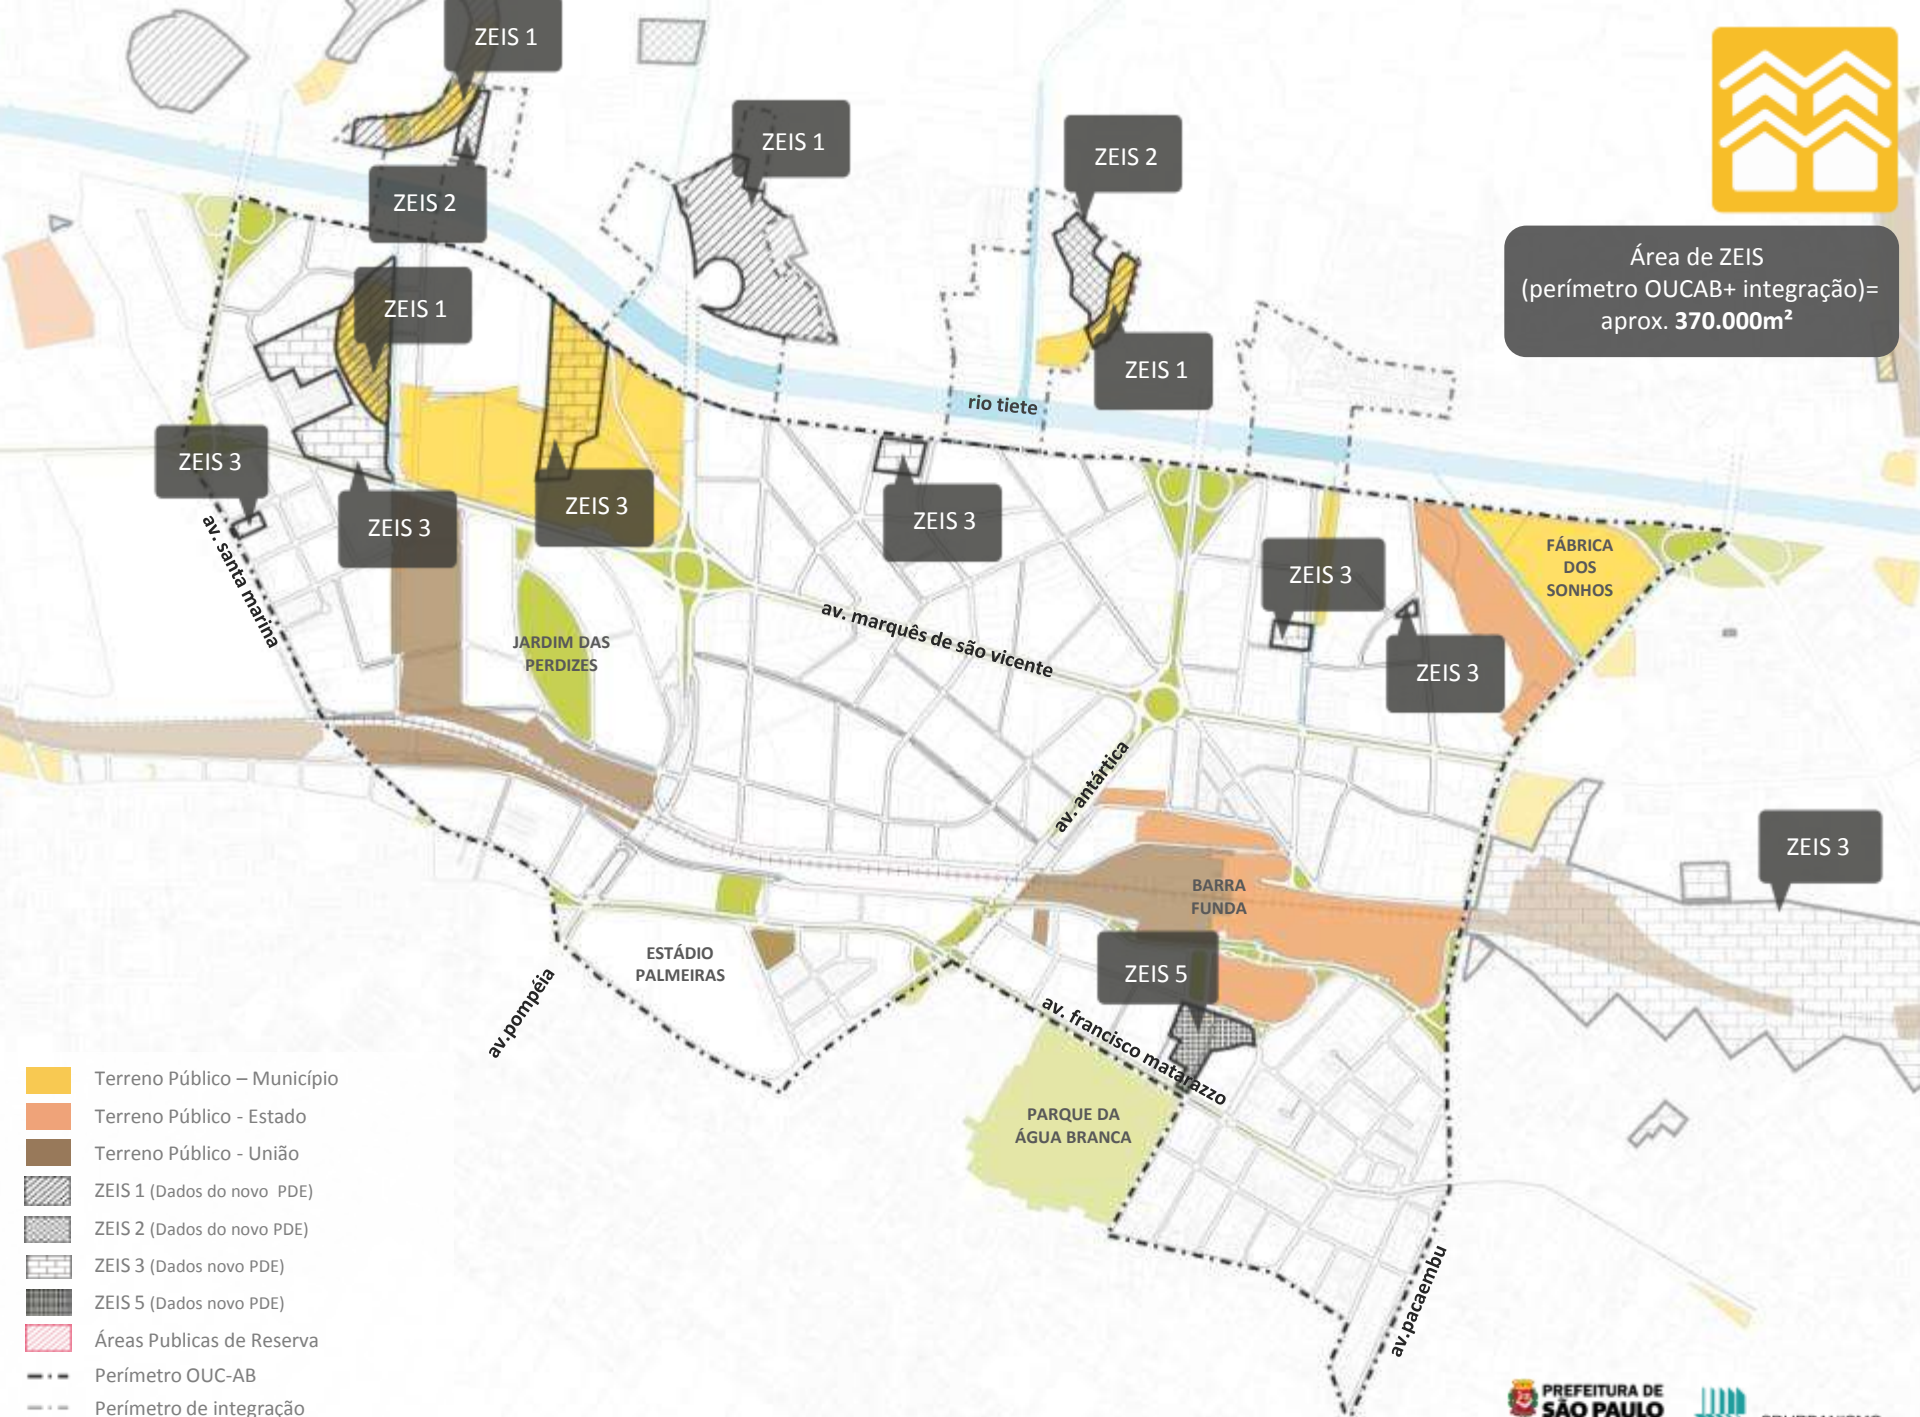 ZEIS 1
ZEIS 1
ZEIS 2
ZEIS 2
Área de ZEIS
(perímetro OUCAB+ integração)=
aprox. 370.000m²
ZEIS 1
ZEIS 1
rio tiete
ZEIS 3
ZEIS 3
ZEIS 3
ZEIS 3
av. santa marina
FÁBRICA
DOS
SONHOS
ZEIS 3
JARDIM DAS
PERDIZES
av. marquês de são vicente
ZEIS 3
av. antártica
ZEIS 3
BARRA
FUNDA
ESTÁDIO
PALMEIRAS
ZEIS 5
av.pompéia
av. francisco matarazzo
PARQUE DA
ÁGUA BRANCA
av.pacaembu
Terreno Público – Município
Terreno Público - Estado
Terreno Público - União
ZEIS 1 (Dados do novo PDE)
ZEIS 2 (Dados do novo PDE)
ZEIS 3 (Dados novo PDE)
ZEIS 5 (Dados novo PDE)
Áreas Publicas de Reserva
Perímetro OUC-AB
Perímetro de integração
PREFEITURA DE
SÃO PAULO